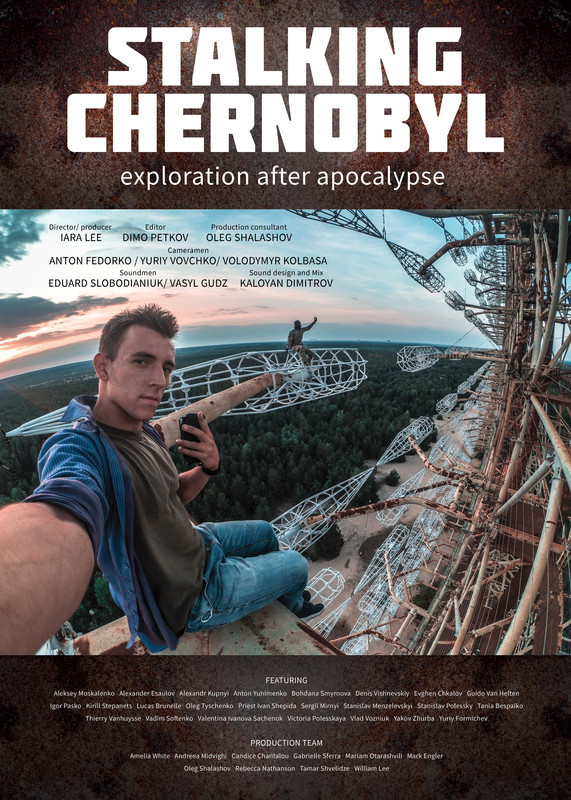 STALKING
CHERNOBYL
exploration after apocalypse
Director/ producer Editor Production consultant
IARA LEE DIMO PETKOV OLEG SHALASHOV
Cameramen
ANTON FEDORKO / YURIY VOVCHKO/ VOLODYMYR KOLBASA
Soundmen Sound design and Mix
EDUARD SLOBODIANIUK/ VASYL GUDZ KALOYAN DIMITROV
FEATURING
Aleksey Moskalenko Alexander Esaulov Alexandr Kupnyl Anton Yuhimenko Bohdana Smyrnova Denis Vishnevskiy Evghen Chkalov Guido Van Helten
Igor Pasko Kirill Stepanets Lucas Brunelle Oleg Tyschenko Priest Ivan Shepida Sergii Mirnyi Stanislav Menzelevskyi Stanislav Polessky Tania Bespalko
Thierry Vanhuysse Vadim Softenko Valentina Ivanova Sachenok Victoria Polesskaya Vlad Vozniuk Yakov Zliurba Yuriy Formichev
PRODUCTION TEAM
Amelia White Andreea Midvighi Candice Chantalou Gabrielle Sferra Mariam Otarashvili Mark Engler
Oleg Shalashov Rebecca Nathanson Tamar Shvelidze William Lee